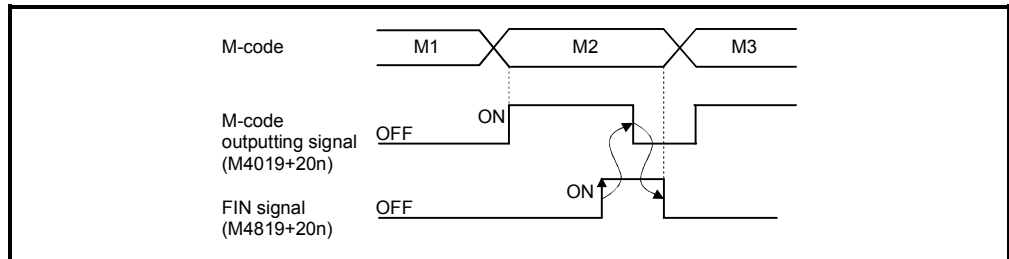 M-code
M1 M2 M3
M-code
outputting signal
(M4019+20n)
OFF
ON
FIN signal
(M4819+20n)
OFF
ON